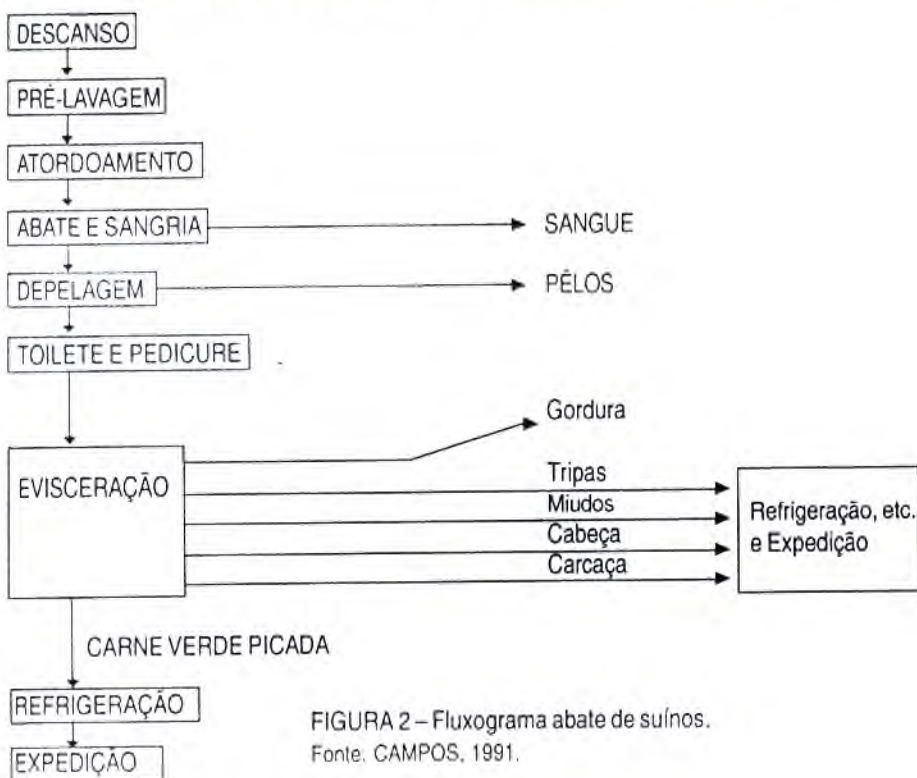 DESCANSO
PRÉ-LAVAGEM
ATORDOAMENTO
ABATE E SANGRIA
SANGUE
DEPELAGEM
PÊLOS
TOILETE E PEDICURE
Gordura
EVISCERAÇÃO
Tripas
Miudos
Cabeça
Carcaça
Refrigeração, etc.
e Expedição
CARNE VERDE PICADA
REFRIGERAÇÃO
EXPEDIÇÃO
FIGURA 2 – Fluxograma abate de suínos.
Fonte: CAMPOS, 1991.